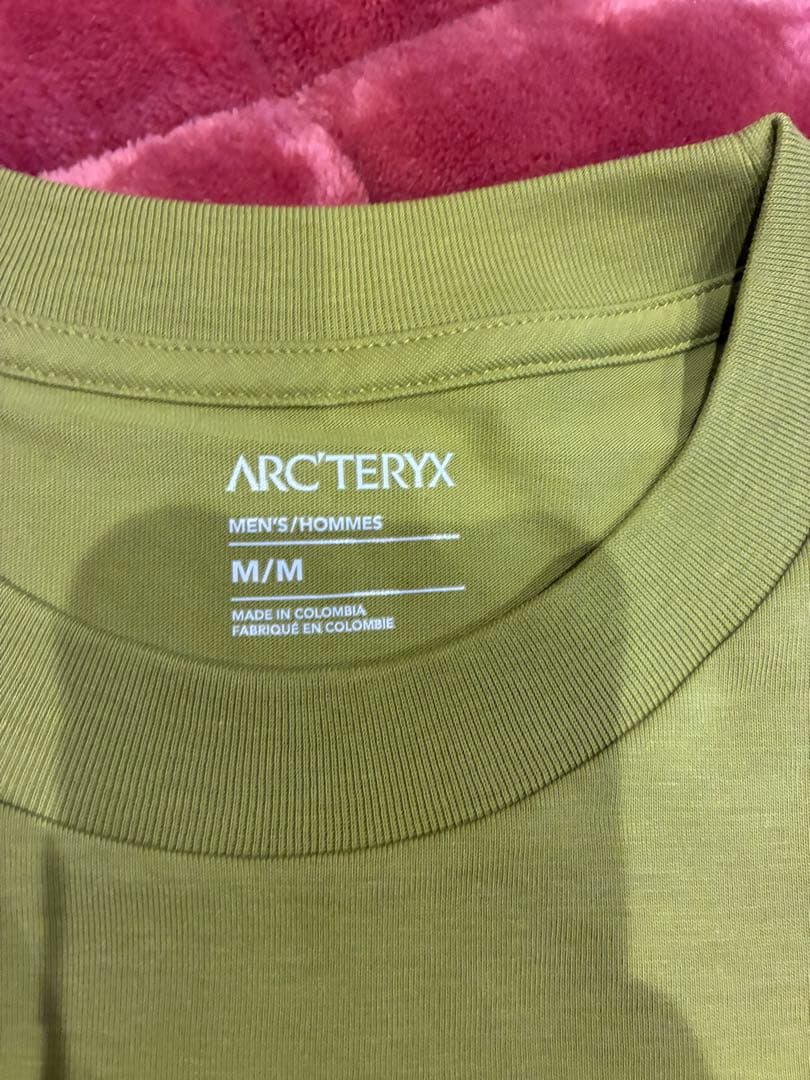 ARC'TERYX
MEN'S/HOMMES
M/M
MADE IN COLOMBIA
FABRIQUÉ EN COLOMBIE